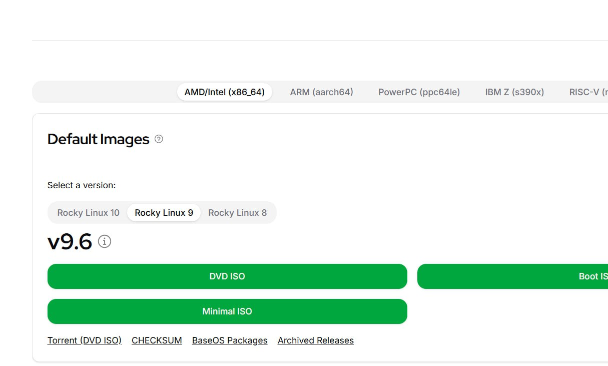 AMD/Intel (x86_64) ARM (aarch64) PowerPC (ppc64le) IBM Z (s390x) RISC-V
Default Images
Select a version:
Rocky Linux 10 Rocky Linux 9 Rocky Linux 8
v9.6
DVD ISO Boot
Minimal ISO
Torrent (DVD ISO) CHECKSUM BaseOS Packages Archived Releases